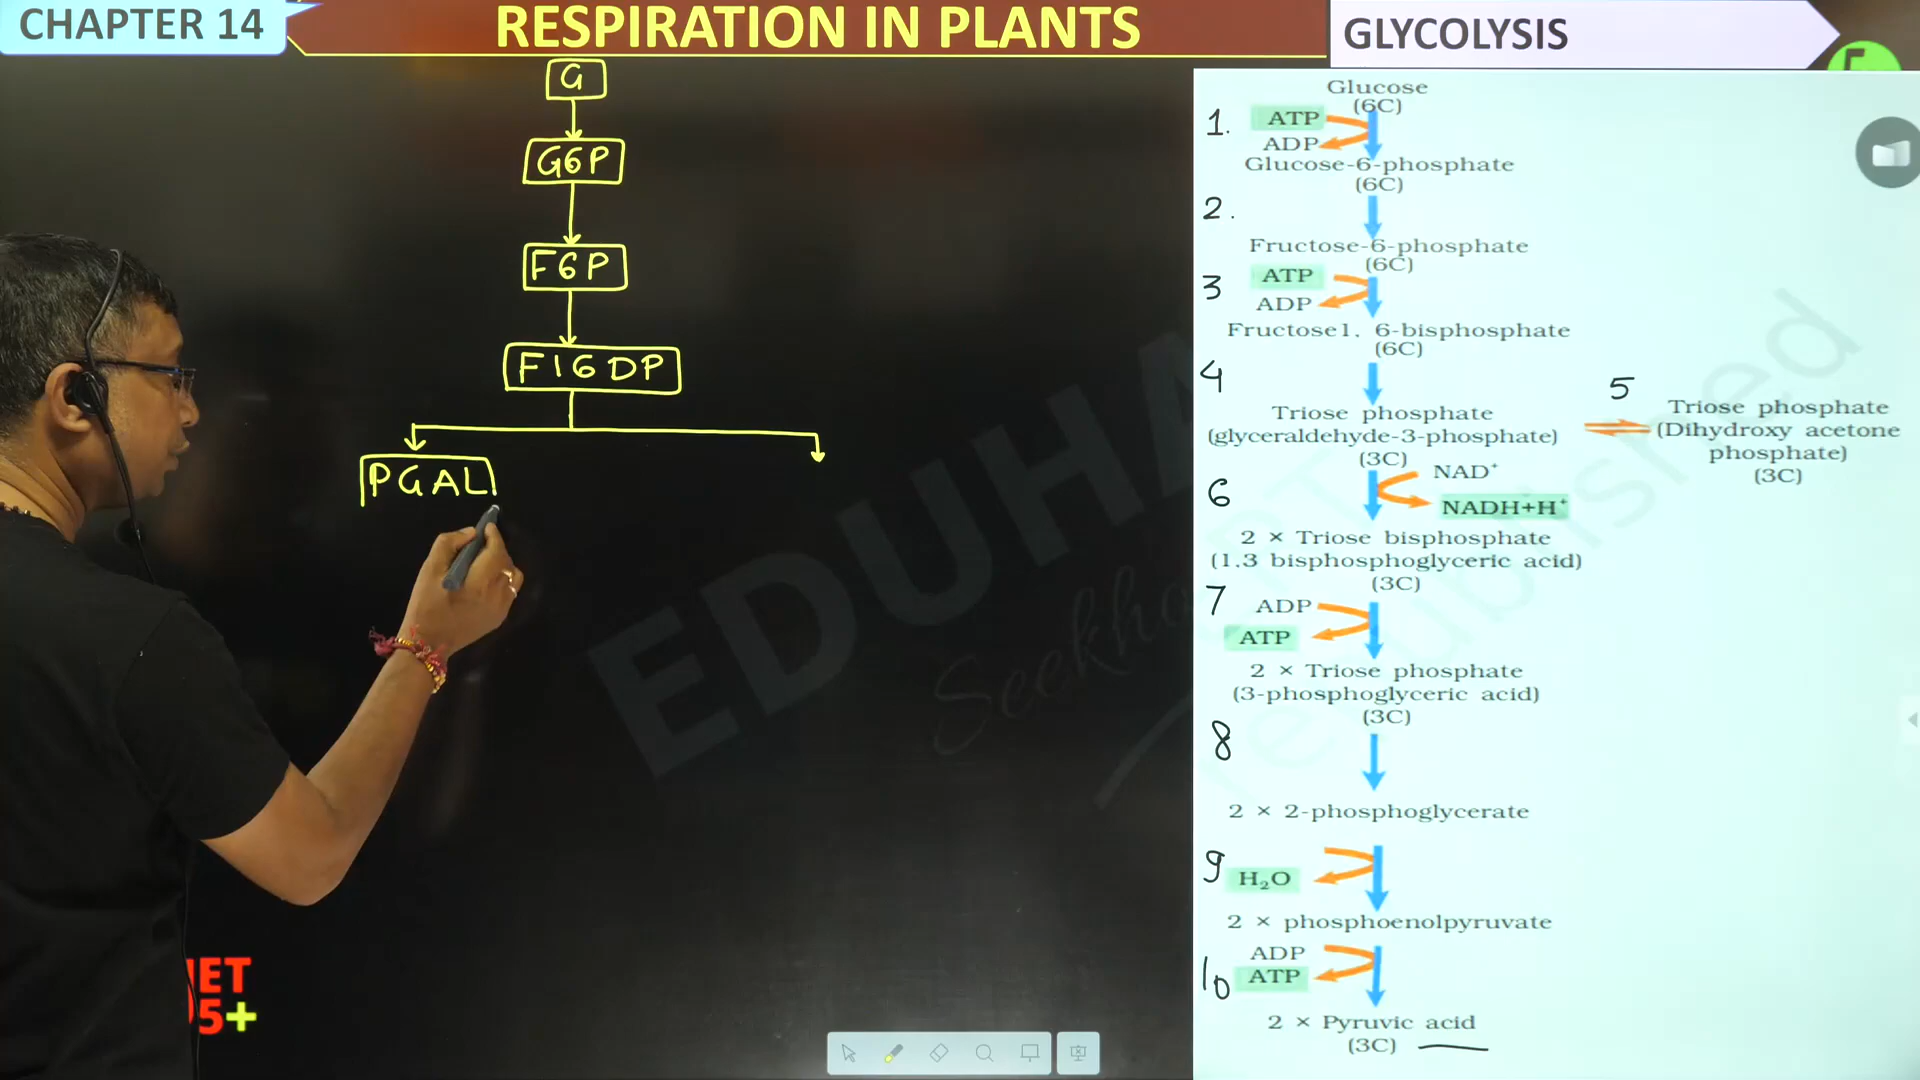 CHAPTER 14
RESPIRATION IN PLANTS
GLYCOLYSIS
G
G6P
F6P
F16DP
PGAL
EDUHA
Seekho
ET
5+
Glucose
(6C)
1.
ATP
ADP
Glucose-6-phosphate
(6C)
2.
Fructose-6-phosphate
(6C)
3
ATP
ADP
Fructose1, 6-bisphosphate
(6C)
4
5
Triose phosphate
(glyceraldehyde-3-phosphate)
(3C)
Triose phosphate
(Dihydroxy acetone
phosphate)
(3C)
6
NAD⁺
NADH+H⁺
2 × Triose bisphosphate
(1,3 bisphosphoglyceric acid)
(3C)
7
ADP
ATP
2 × Triose phosphate
(3-phosphoglyceric acid)
(3C)
8
2 × 2-phosphoglycerate
9
H₂O
2 × phosphoenolpyruvate
10
ADP
ATP
2 × Pyruvic acid
(3C)